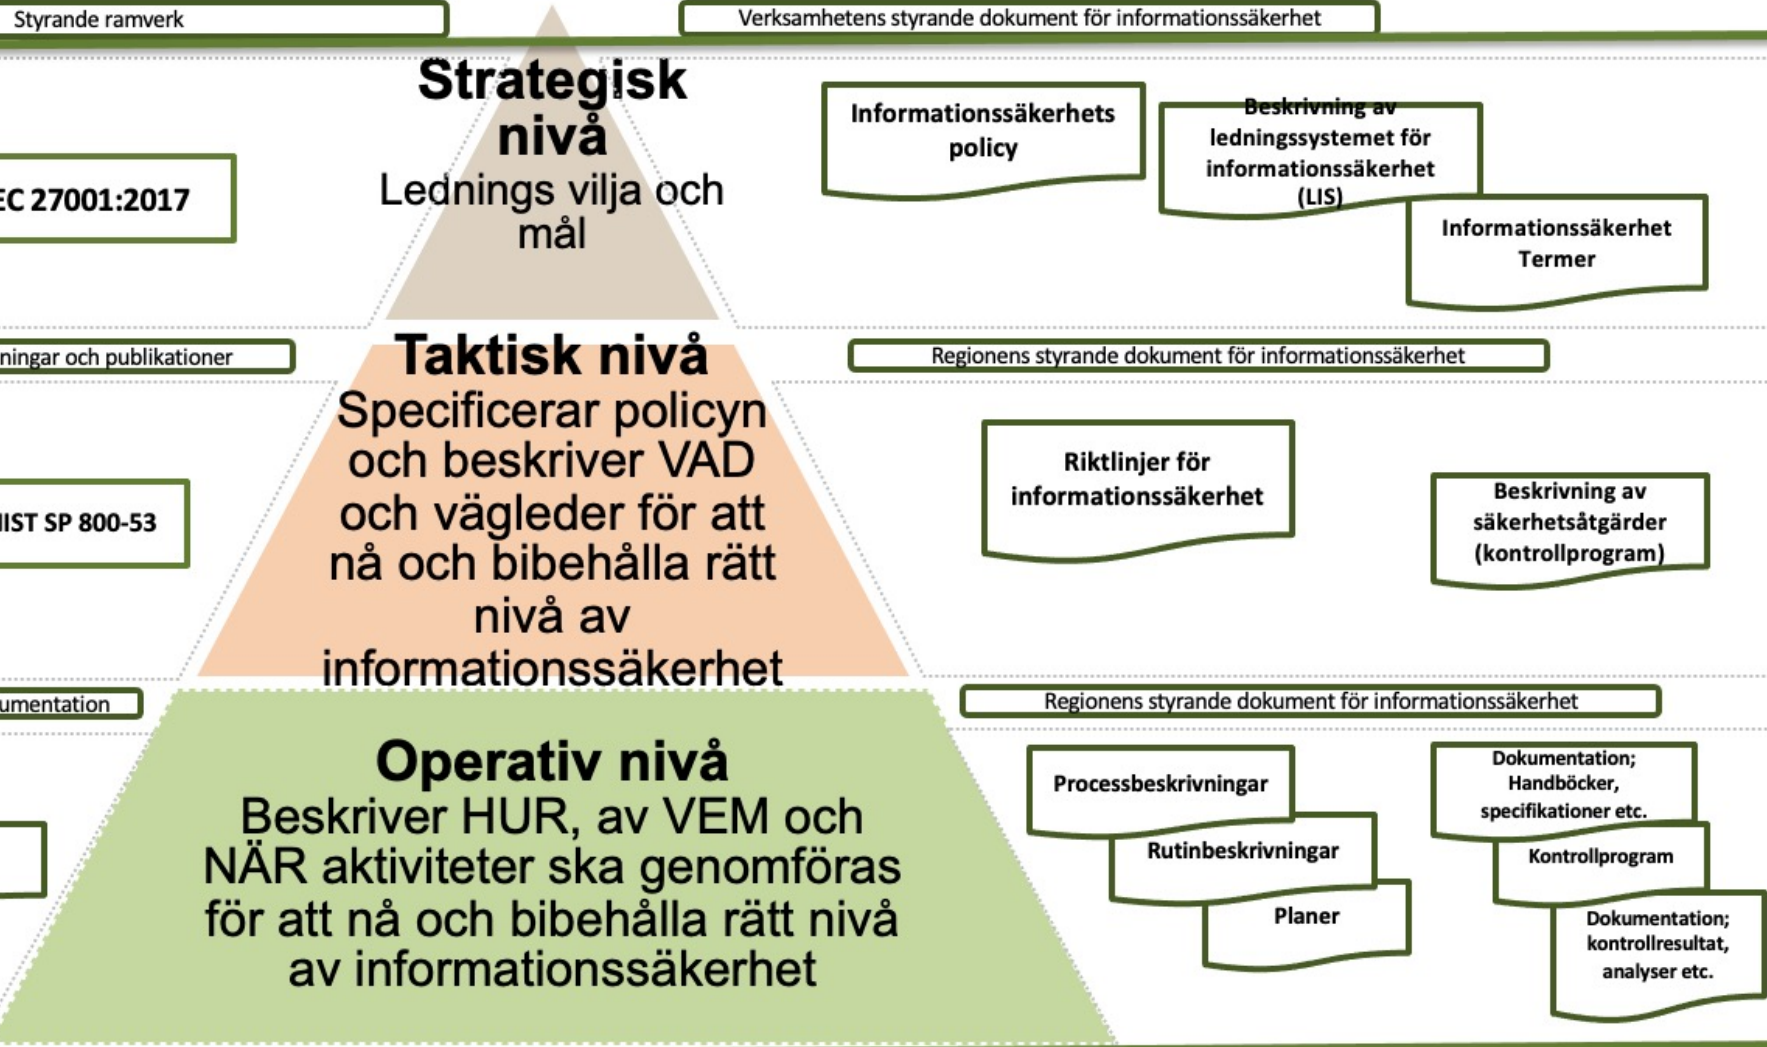 Styrande ramverk
Verksamhetens styrande dokument för informationssäkerhet
Strategisk
nivå
Lednings vilja och
mål
EC 27001:2017
Informationssäkerhets
policy
Beskrivning av
ledningssystemet för
informationssäkerhet
(LIS)
Informationssäkerhet
Termer
ningar och publikationer
Taktisk nivå
Specificerar policyn
och beskriver VAD
och vägleder för att
nå och bibehålla rätt
nivå av
informationssäkerhet
Regionens styrande dokument för informationssäkerhet
IIST SP 800-53
Riktlinjer för
informationssäkerhet
Beskrivning av
säkerhetsåtgärder
(kontrollprogram)
umentation
Regionens styrande dokument för informationssäkerhet
Operativ nivå
Beskriver HUR, av VEM och
NÄR aktiviteter ska genomföras
för att nå och bibehålla rätt nivå
av informationssäkerhet
Processbeskrivningar
Rutinbeskrivningar
Planer
Dokumentation;
Handböcker,
specifikationer etc.
Kontrollprogram
Dokumentation;
kontrollresultat,
analyser etc.